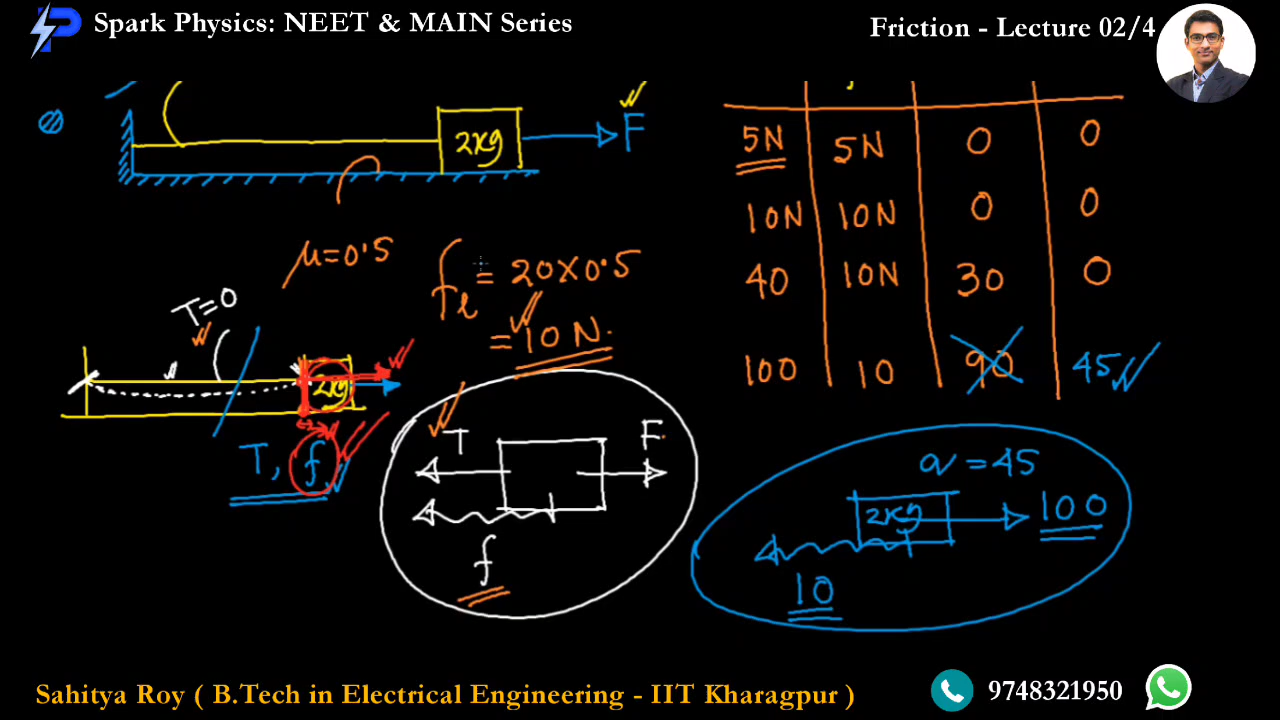 Spark Physics: NEET & MAIN Series
Friction - Lecture 02/4
2kg F
5N 5N 0 0
10N 10N 0 0
μ=0.5
fℓ = 20×0.5
= 10 N.
40 10N 30 0
T=0
100 10 90 45
2kg
T, f
T F
f
a = 45
2kg 100
10
Sahitya Roy ( B.Tech in Electrical Engineering - IIT Kharagpur )
9748321950